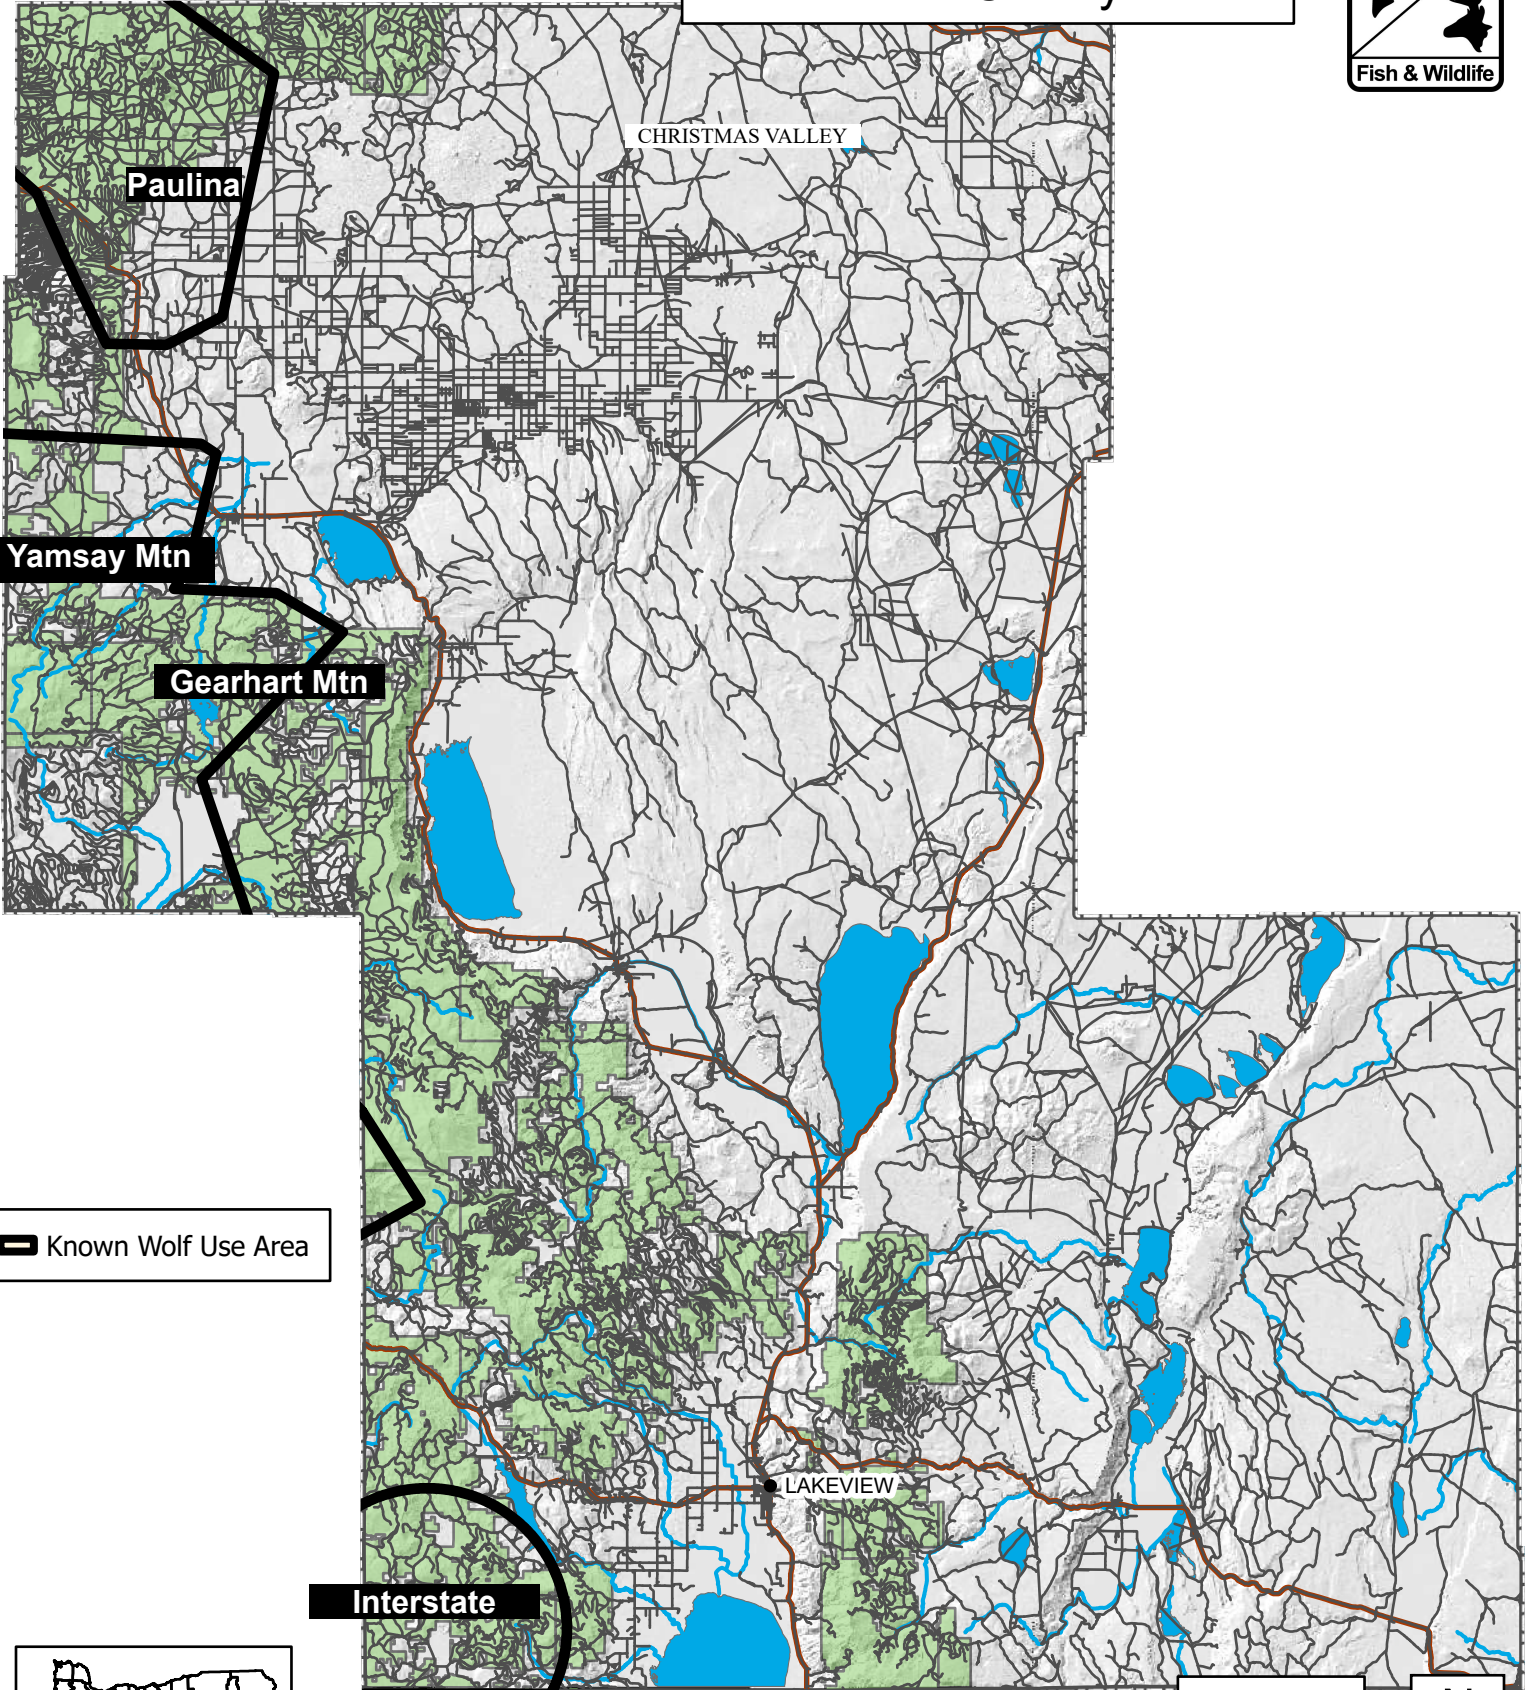 Fish & Wildlife
CHRISTMAS VALLEY
Paulina
Yamsay Mtn
Gearhart Mtn
Known Wolf Use Area
LAKEVIEW
Interstate